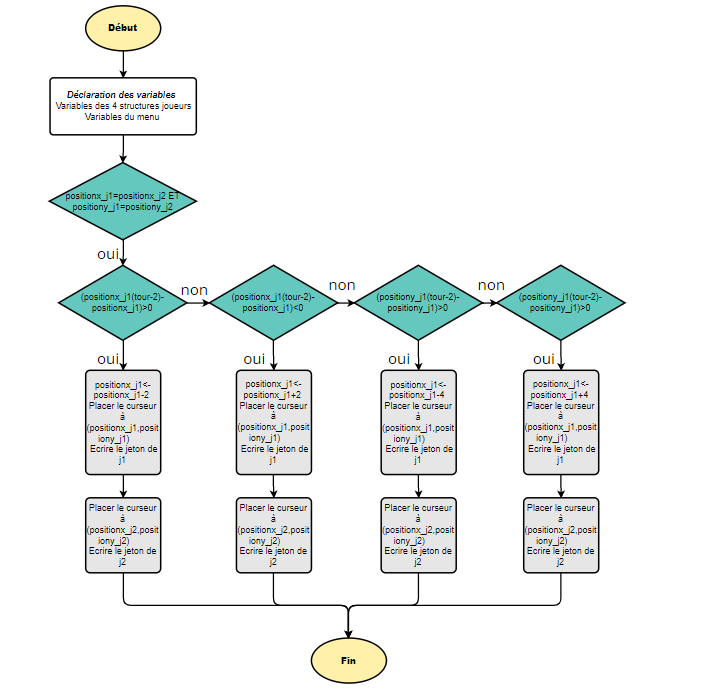 Début
Déclaration des variables
Variables des 4 structures joueurs
Variables du menu
positionx_j1=positionx_j2 ET
positiony_j1=positiony_j2
oui
(positionx_j1(tour-2)-
positionx_j1)>0
non
(positionx_j1(tour-2)-
positionx_j1)<0
non
(positiony_j1(tour-2)-
positiony_j1)>0
non
(positiony_j1(tour-2)-
positiony_j1)>0
oui
oui
oui
oui
positionx_j1<-
positionx_j1-2
Placer le curseur
à
(positionx_j1,posit
iony_j1)
Ecrire le jeton de
j1
positionx_j1<-
positionx_j1+2
Placer le curseur
à
(positionx_j1,posit
iony_j1)
Ecrire le jeton de
j1
positionx_j1<-
positionx_j1-4
Placer le curseur
à
(positionx_j1,posit
iony_j1)
Ecrire le jeton de
j1
positionx_j1<-
positionx_j1+4
Placer le curseur
à
(positionx_j1,posit
iony_j1)
Ecrire le jeton de
j1
Placer le curseur
à
(positionx_j2,posit
iony_j2)
Ecrire le jeton de
j2
Placer le curseur
à
(positionx_j2,posit
iony_j2)
Ecrire le jeton de
j2
Placer le curseur
à
(positionx_j2,posit
iony_j2)
Ecrire le jeton de
j2
Placer le curseur
à
(positionx_j2,posit
iony_j2)
Ecrire le jeton de
j2
Fin